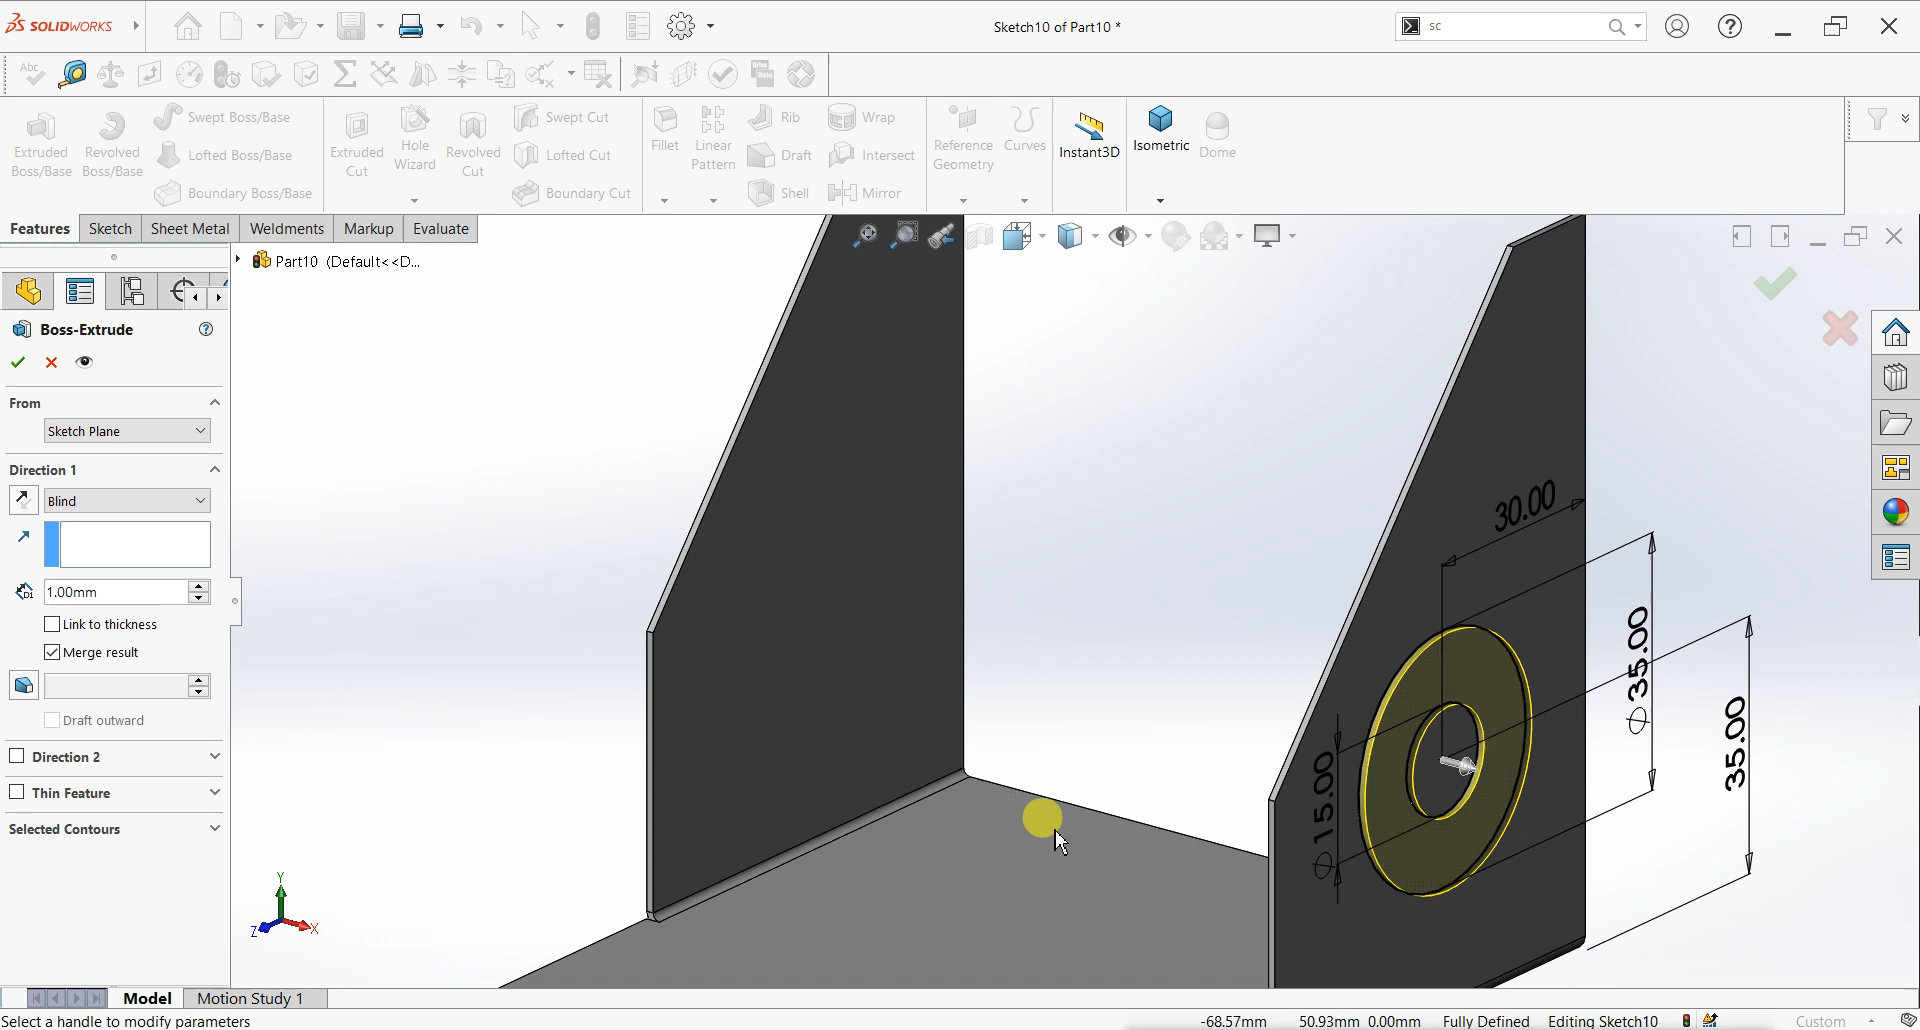 SOLIDWORKS
Sketch10 of Part10 *
sc
Abc
Extruded Boss/Base
Revolved Boss/Base
Swept Boss/Base
Lofted Boss/Base
Boundary Boss/Base
Extruded Cut
Hole Wizard
Revolved Cut
Swept Cut
Lofted Cut
Boundary Cut
Fillet
Linear Pattern
Rib
Draft
Shell
Wrap
Intersect
Mirror
Reference Geometry
Curves
Instant3D
Isometric
Dome
Features
Sketch
Sheet Metal
Weldments
Markup
Evaluate
Part10 (Default<<D...
Boss-Extrude
From
Sketch Plane
Direction 1
Blind
1.00mm
Link to thickness
Merge result
Draft outward
Direction 2
Thin Feature
Selected Contours
30.00
⌀35.00
35.00
⌀15.00
Y
Z
X
Model
Motion Study 1
Select a handle to modify parameters
-68.57mm
50.93mm 0.00mm
Fully Defined
Editing Sketch10
Custom